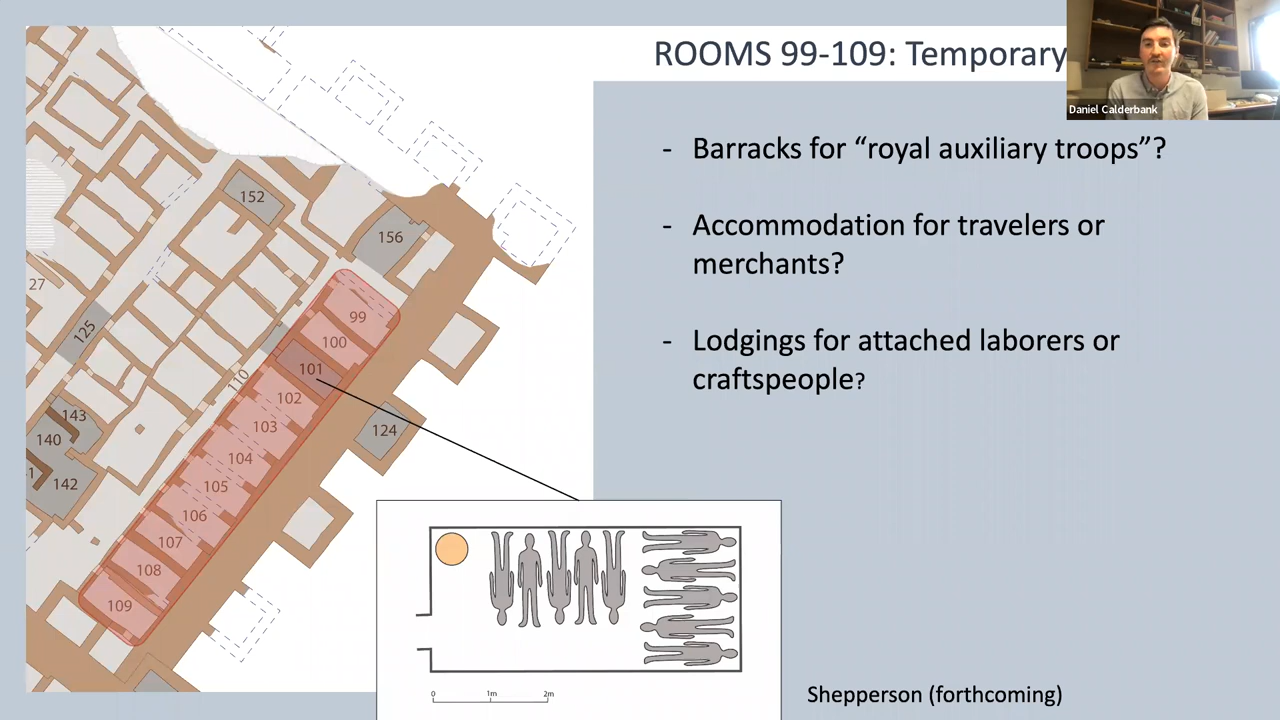 ROOMS 99-109: Temporary
Daniel Calderbank
- Barracks for “royal auxiliary troops”?
- Accommodation for travelers or
merchants?
- Lodgings for attached laborers or
craftspeople?
152
156
27
125
99
100
101
110
102
103
143
140
124
104
142
105
106
107
108
109
0 1m 2m
Shepperson (forthcoming)